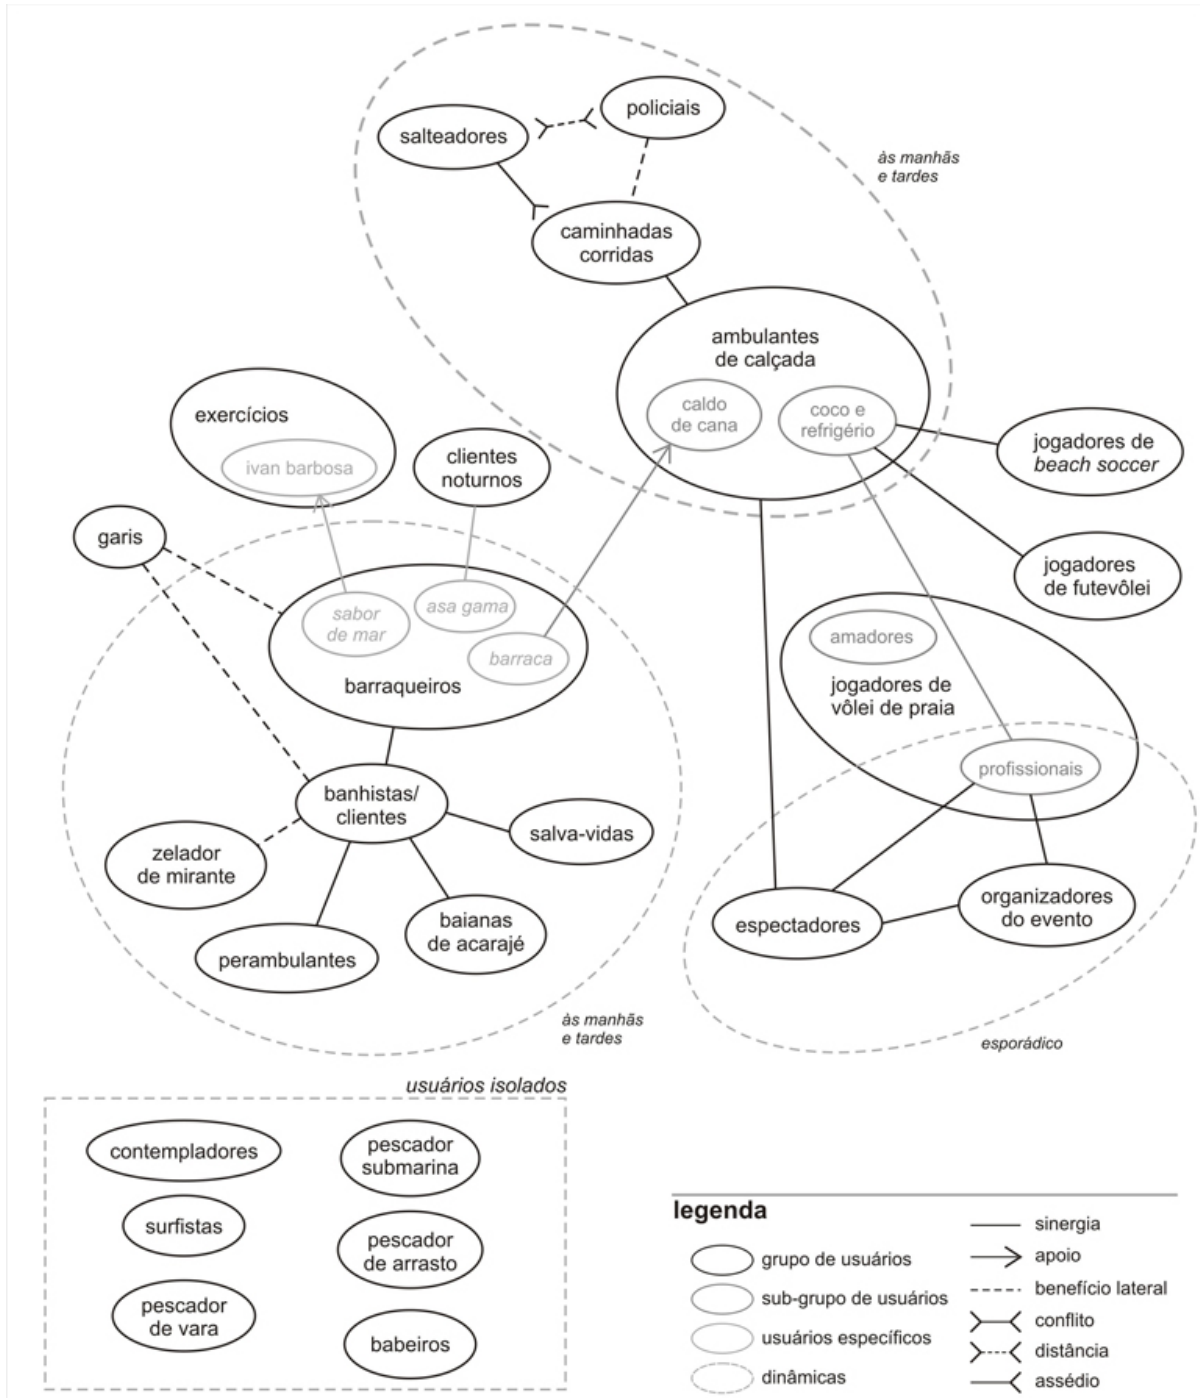 policiais
salteadores
às manhãs
e tardes
caminhadas
corridas
ambulantes
de calçada
caldo
de cana
coco e
refrigério
exercícios
ivan barbosa
clientes
noturnos
jogadores de
beach soccer
garis
jogadores
de futevôlei
sabor
de mar
asa gama
barraca
barraqueiros
amadores
jogadores de
vôlei de praia
profissionais
banhistas/
clientes
salva-vidas
zelador
de mirante
organizadores
do evento
espectadores
baianas
de acarajé
perambulantes
às manhãs
e tardes
esporádico
usuários isolados
contempladores
pescador
submarina
surfistas
pescador
de arrasto
pescador
de vara
babeiros
legenda
grupo de usuários
sub-grupo de usuários
usuários específicos
dinâmicas
sinergia
apoio
benefício lateral
conflito
distância
assédio